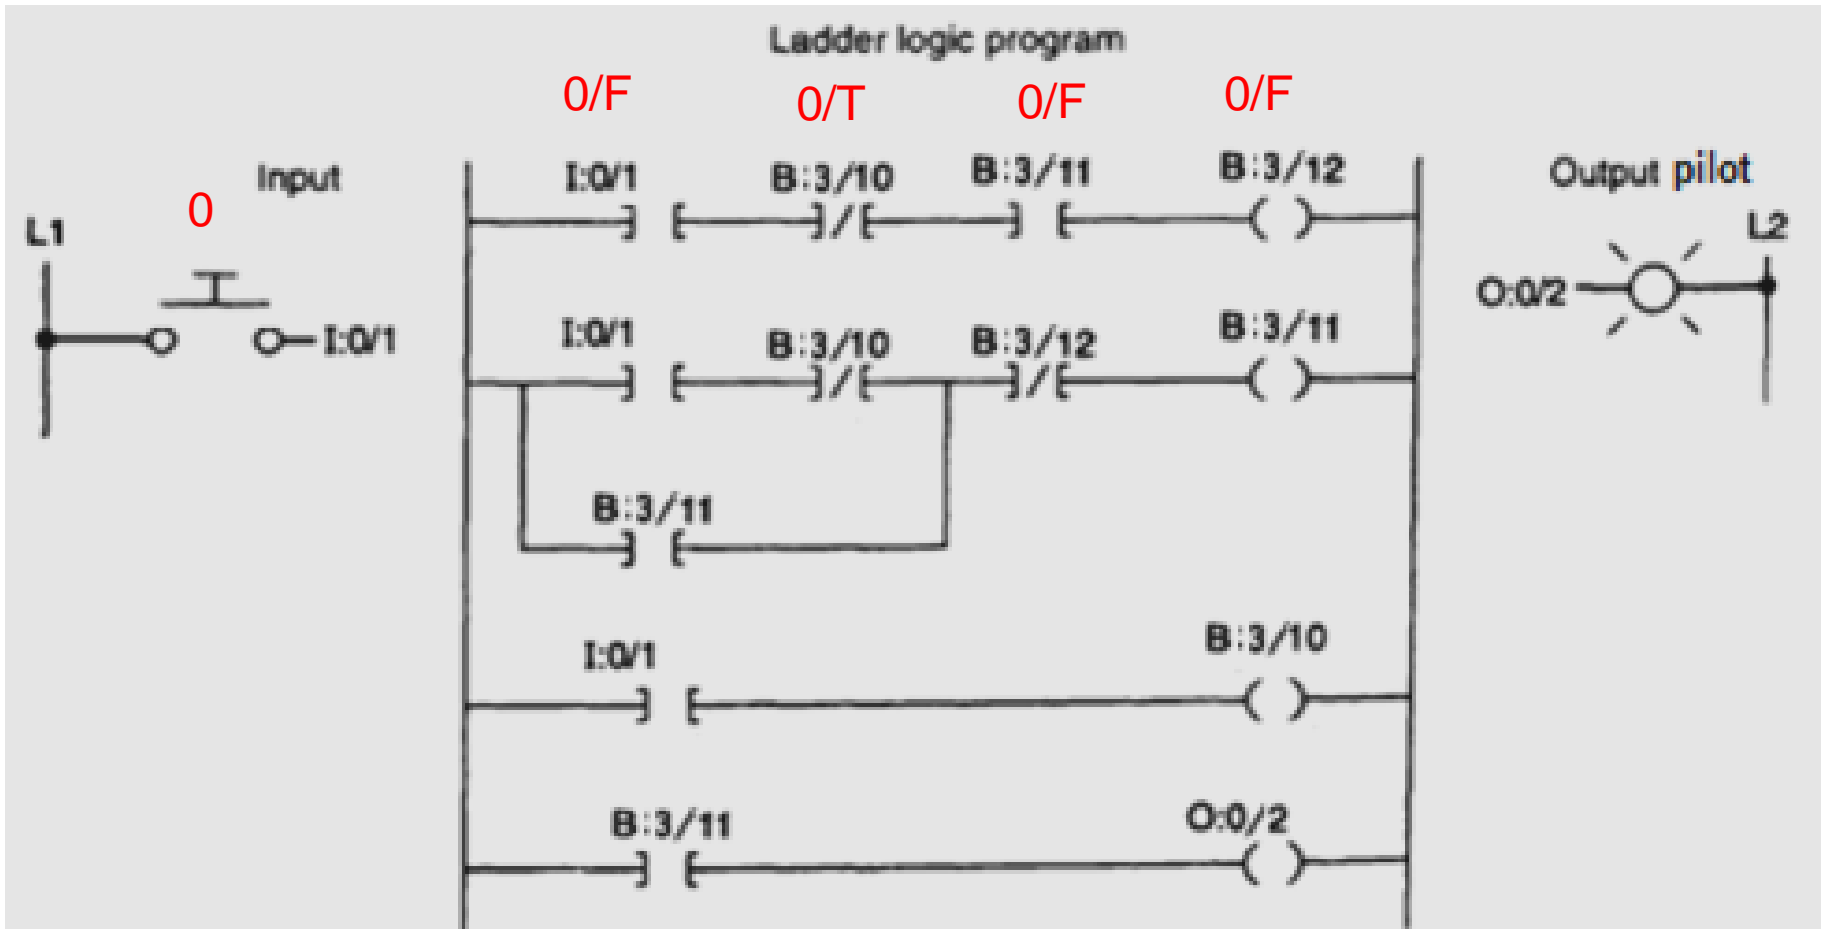 Ladder logic program
0/F 0/T 0/F 0/F
Input
0
L1
I:0/1
I:0/1 B:3/10 B:3/11 B:3/12
I:0/1 B:3/10 B:3/12 B:3/11
B:3/11
I:0/1 B:3/10
B:3/11 O:0/2
Output pilot
L2
O:0/2